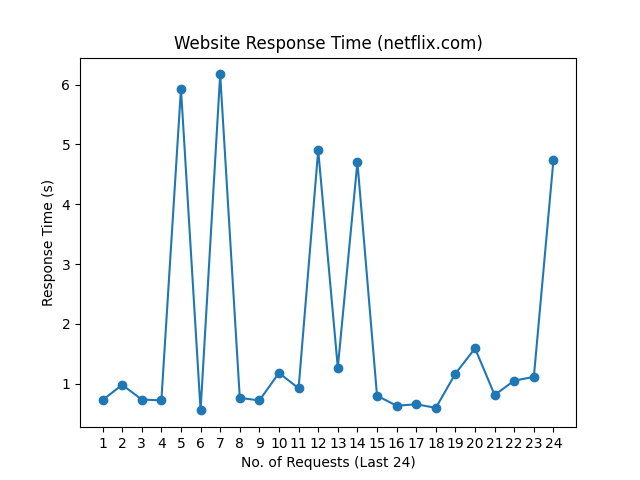 Website Response Time (netflix.com)
Response Time (s)
6
5
4
3
2
1
1 2 3 4 5 6 7 8 9 10 11 12 13 14 15 16 17 18 19 20 21 22 23 24
No. of Requests (Last 24)